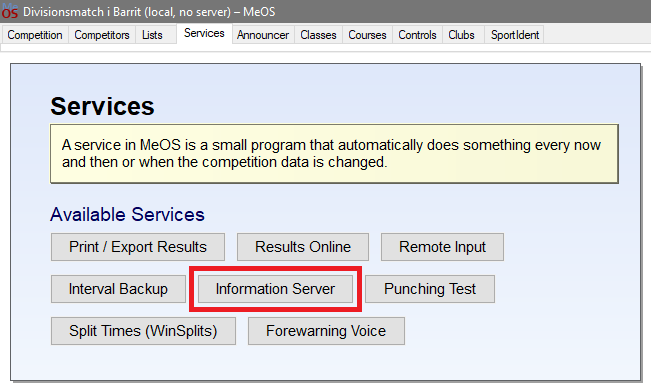 MeOS Divisionsmatch i Barrit (local, no server) – MeOS
Competition Competitors Lists Services Announcer Classes Courses Controls Clubs SportIdent
Services
A service in MeOS is a small program that automatically does something every now
and then or when the competition data is changed.
Available Services
Print / Export Results Results Online Remote Input
Interval Backup Information Server Punching Test
Split Times (WinSplits) Forewarning Voice